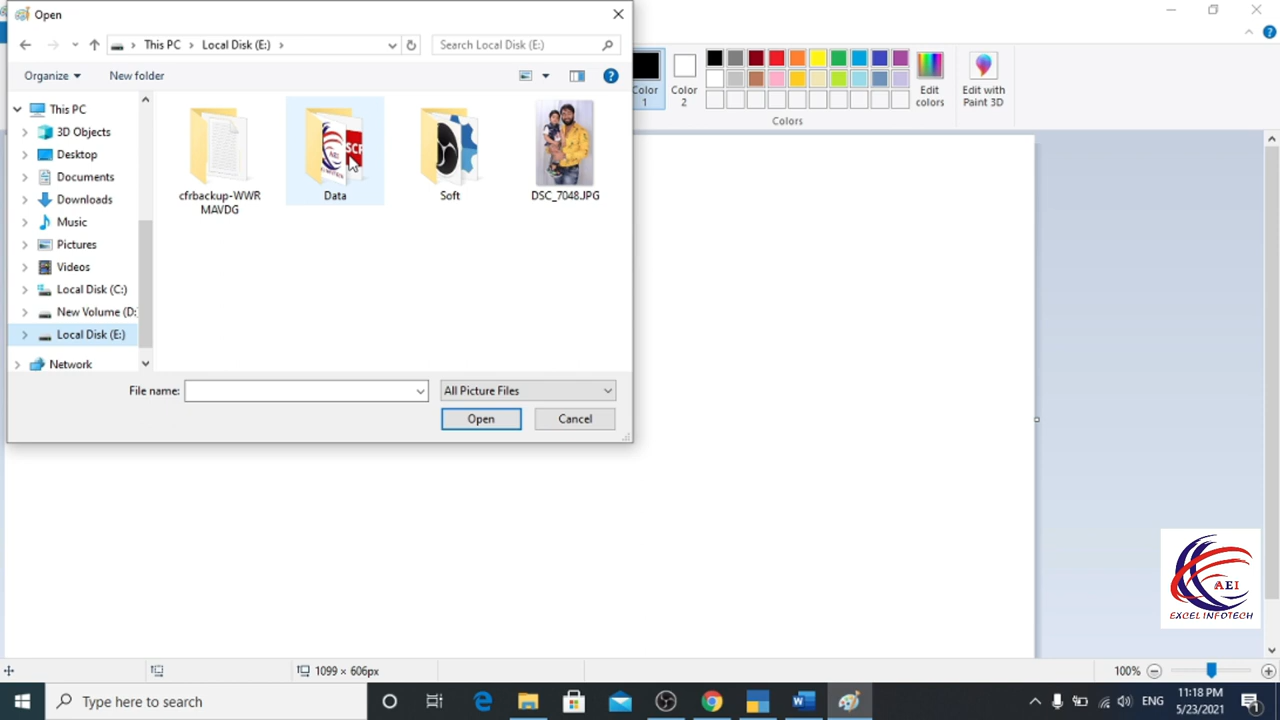 Open
This PC
Local Disk (E:)
Search Local Disk (E:)
Organize
New folder
This PC
3D Objects
Desktop
Documents
Downloads
Music
Pictures
Videos
Local Disk (C:)
New Volume (D:
Local Disk (E:)
Network
cfrbackup-WWR
MAVDG
Data
Soft
DSC_7048.JPG
File name:
All Picture Files
Open
Cancel
Color
1
Color
2
Edit
colors
Edit with
Paint 3D
Colors
AEI
EXCEL INFOTECH
1099 × 606px
100%
Type here to search
ENG
11:18 PM
5/23/2021
1